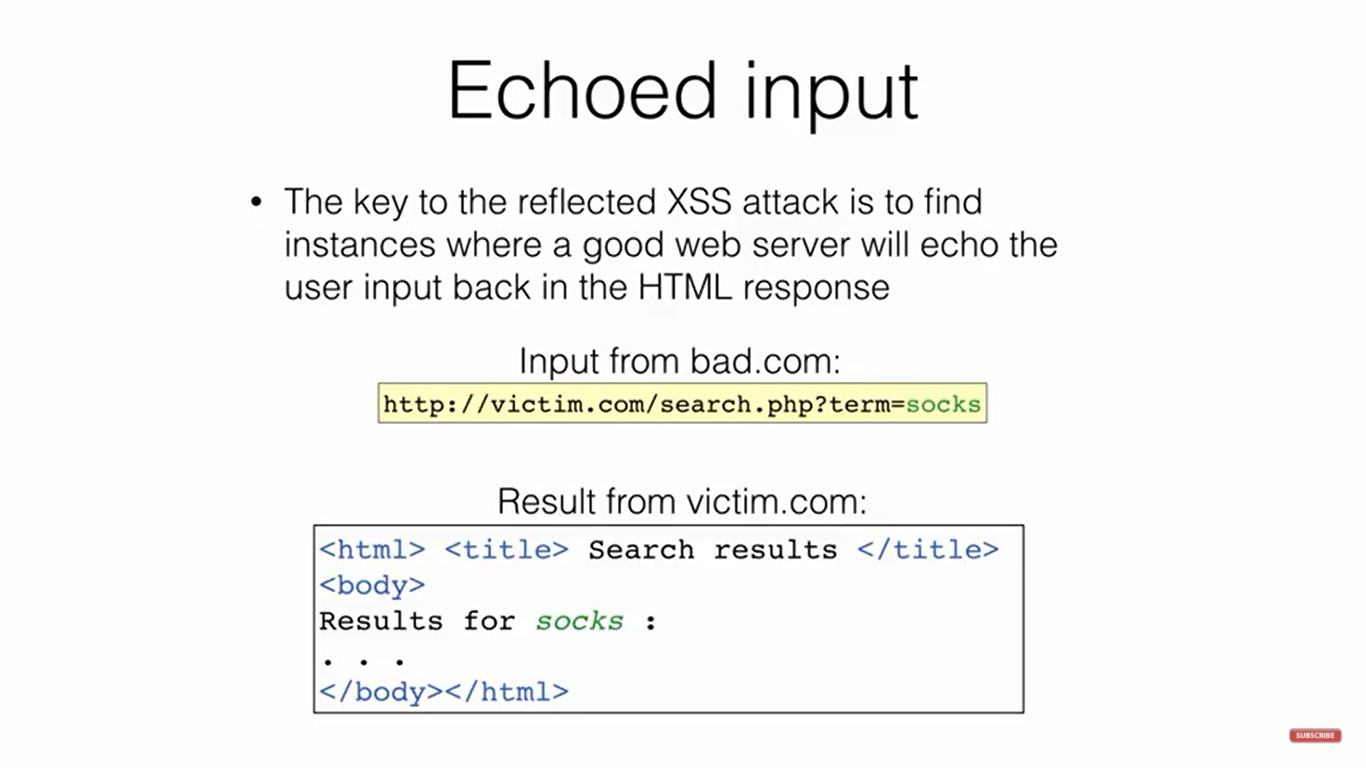 Echoed input
• The key to the reflected XSS attack is to find
instances where a good web server will echo the
user input back in the HTML response
Input from bad.com:
http://victim.com/search.php?term=socks
Result from victim.com:
<html> <title> Search results </title>
<body>
Results for socks :
. . .
</body></html>
SUBSCRIBE